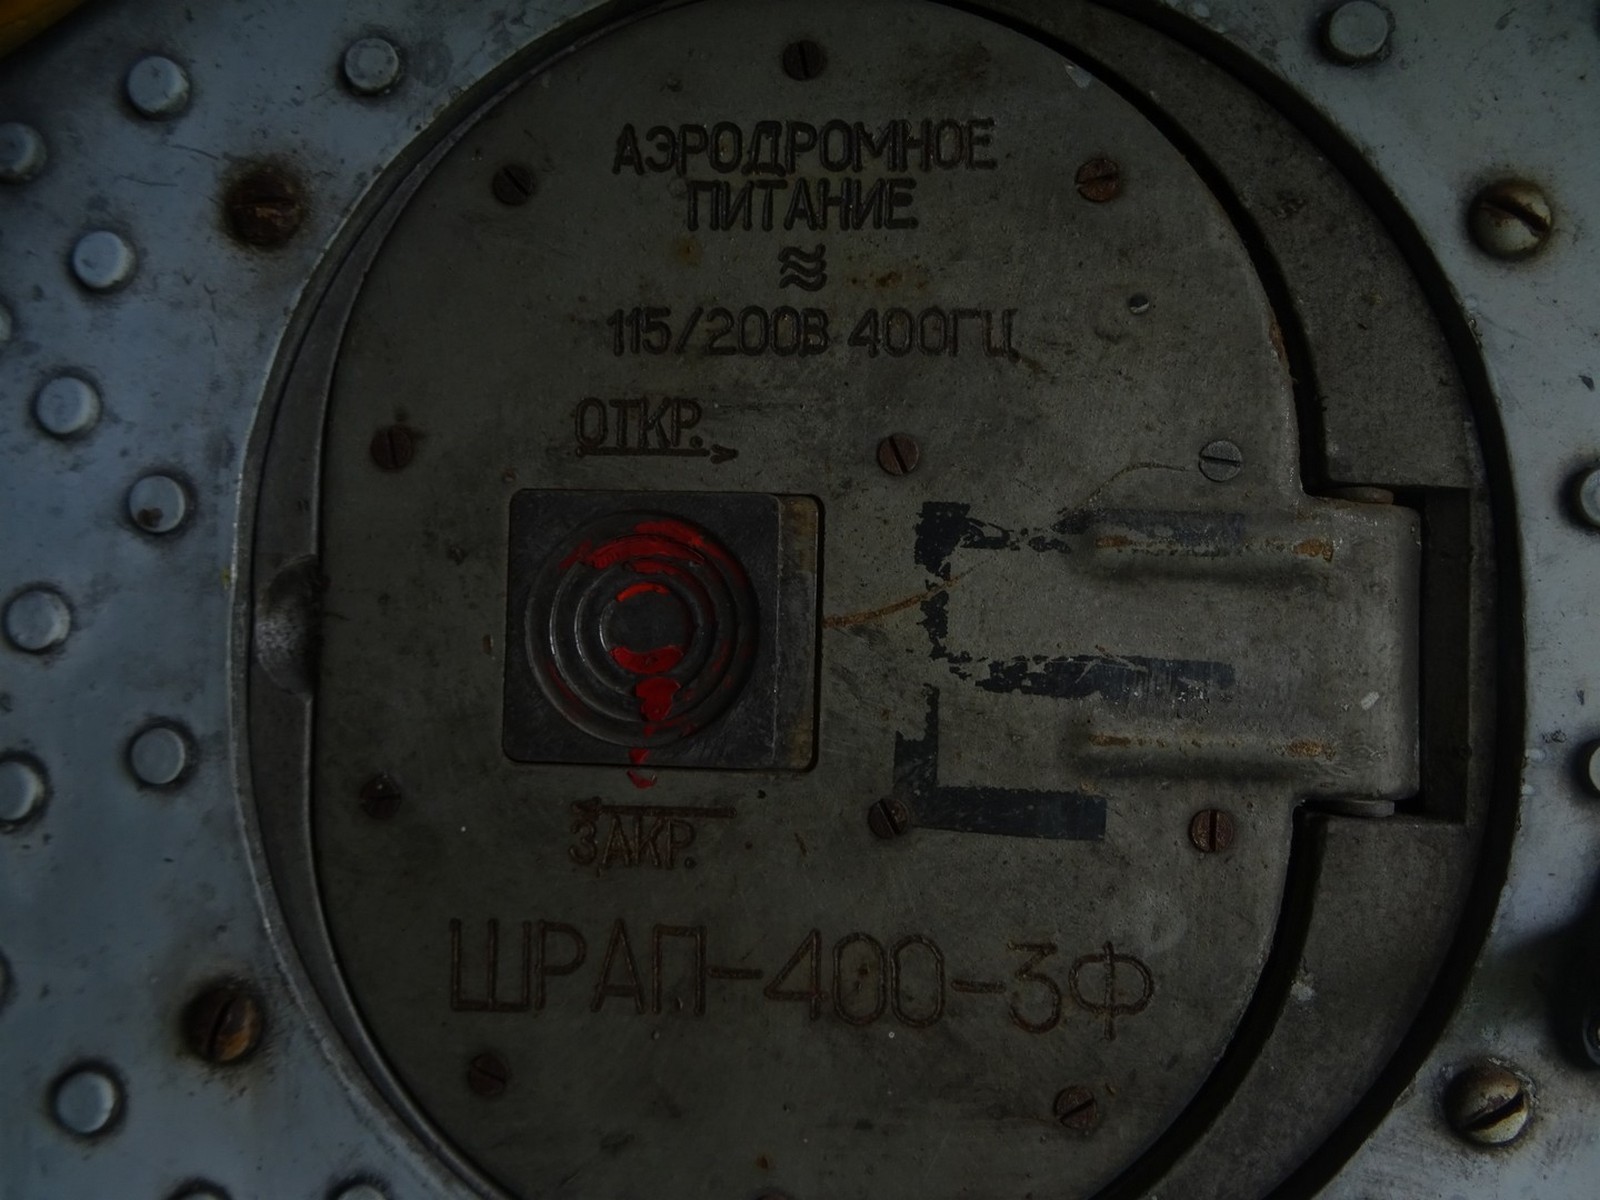 АЭРОДРОМНОЕ
ПИТАНИЕ
115/200В 400ГЦ
ОТКР.
ЗАКР.
ШРАП-400-3Ф